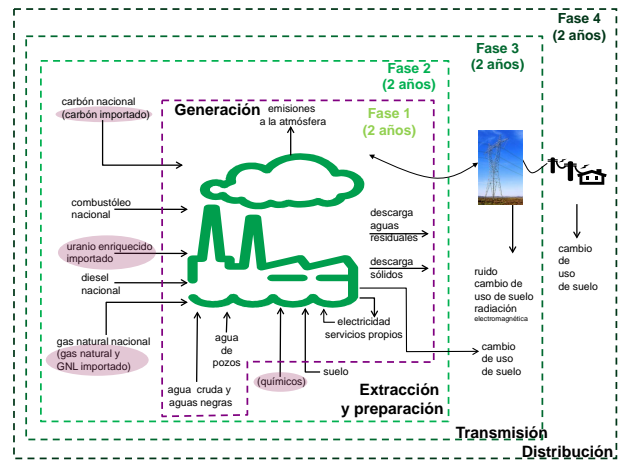 Fase 4
(2 años)
Fase 3
(2 años)
Fase 2
(2 años)
Generación
emisiones
a la atmósfera
Fase 1
(2 años)
carbón nacional
(carbón importado)
combustóleo
nacional
uranio enriquecido
importado
diesel
nacional
gas natural nacional
(gas natural y
GNL importado)
descarga
aguas
residuales
descarga
sólidos
electricidad
servicios propios
agua
de
pozos
agua cruda y
aguas negras
(químicos)
suelo
ruido
cambio de
uso de suelo
radiación
electromagnética
cambio
de uso
de suelo
cambio
de
uso
de suelo
Extracción
y preparación
Transmisión
Distribución